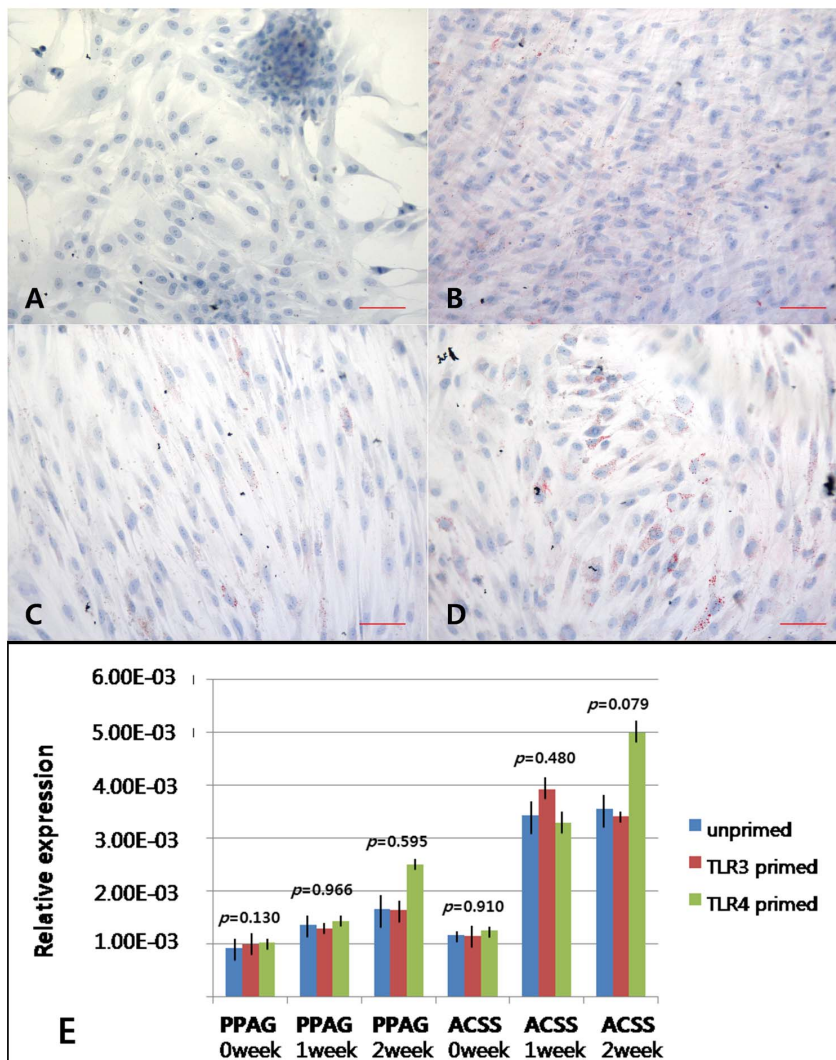 A
B
C
D
6.00E-03
5.00E-03
4.00E-03
3.00E-03
2.00E-03
1.00E-03
Relative expression
p=0.130
p=0.966
p=0.595
p=0.910
p=0.480
p=0.079
unprimed
TLR3 primed
TLR4 primed
PPAG PPAG PPAG ACSS ACSS ACSS
0week 1week 2week 0week 1week 2week
E